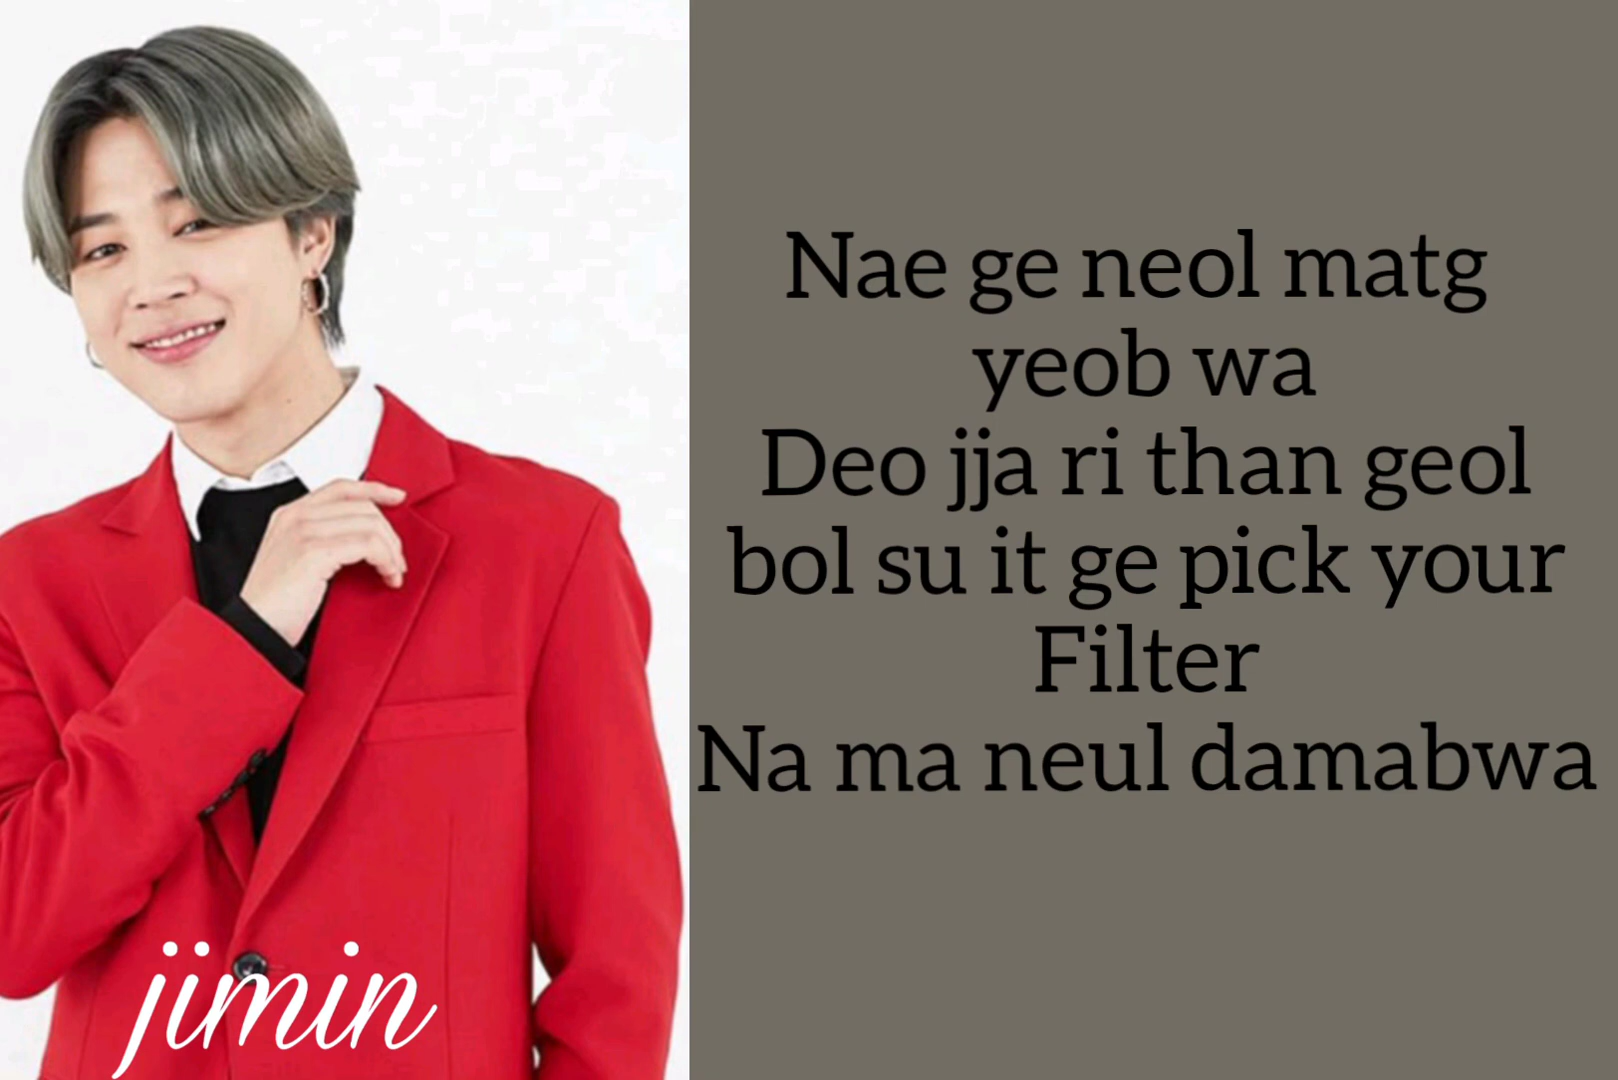 Nae ge neol matg
yeob wa
Deo jja ri than geol
bol su it ge pick your
Filter
Na ma neul damabwa
jimin